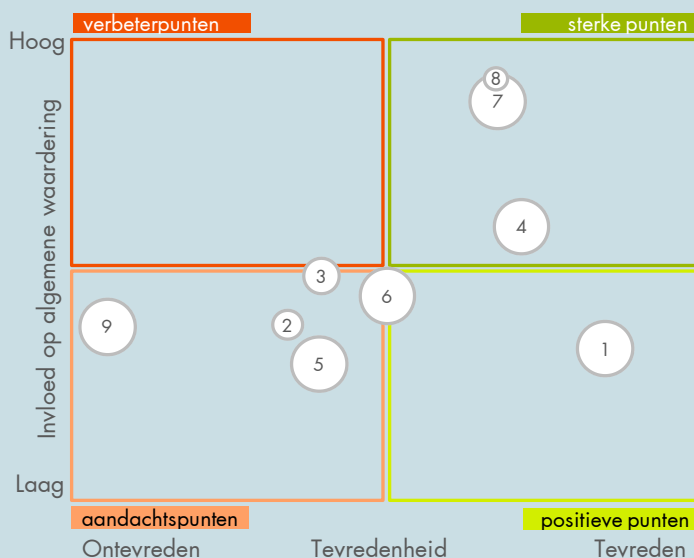 verbeterpunten
sterke punten
Hoog
Invloed op algemene waardering
8
7
4
3
6
9
2
5
1
Laag
aandachtspunten
positieve punten
Ontevreden
Tevredenheid
Tevreden